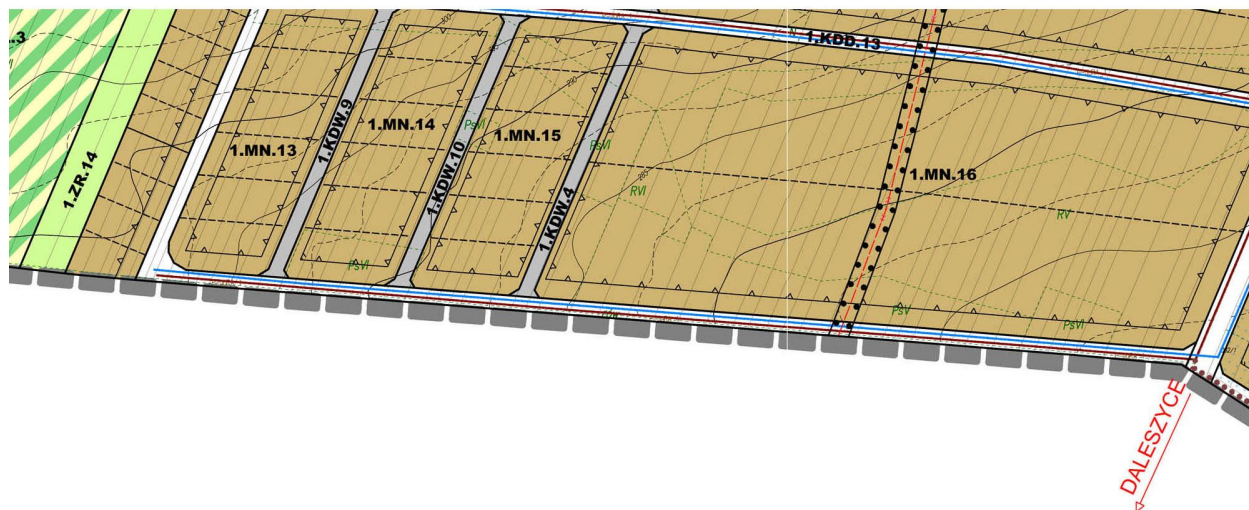 1.KDD.13
1.MN.13
1.KDW.9
1.MN.14
PsVI
1.KDW.10
1.MN.15
PsVI
1.KDW.4
RVI
1.MN.16
RV
1.ZR.14
PsVI
PsV
PsVI
DALESZYCE